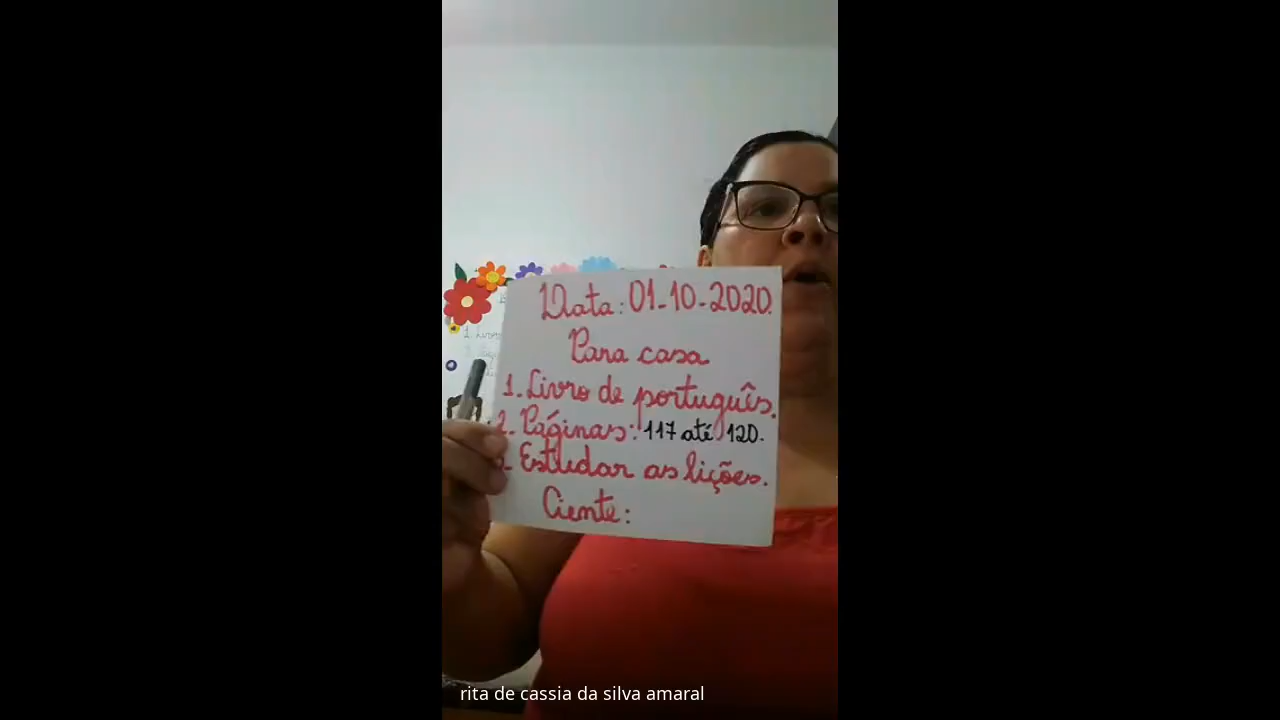 Data: 01-10-2020.
Para casa
1. Livro de português.
2. Páginas: 117 até 120.
3. Estudar as lições.
Ciente:
rita de cassia da silva amaral